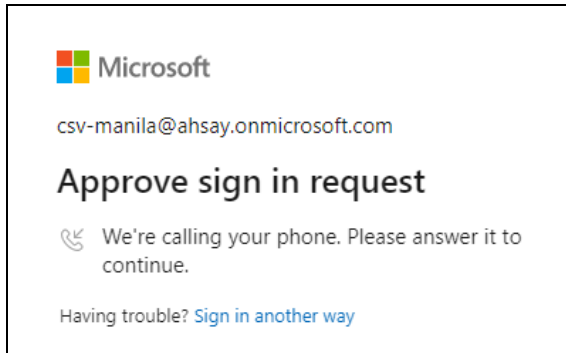 Microsoft
csv-manila@ahsay.onmicrosoft.com
Approve sign in request
We're calling your phone. Please answer it to
continue.
Having trouble? Sign in another way